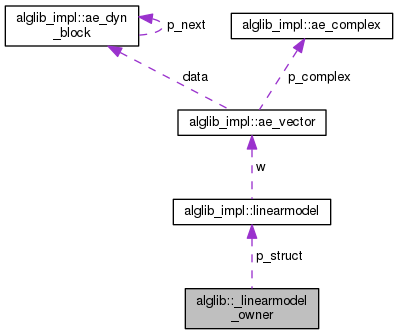 alglib_impl::ae_dyn
_block
p_next
alglib_impl::ae_complex
data
p_complex
alglib_impl::ae_vector
w
alglib_impl::linearmodel
p_struct
alglib::_linearmodel
_owner